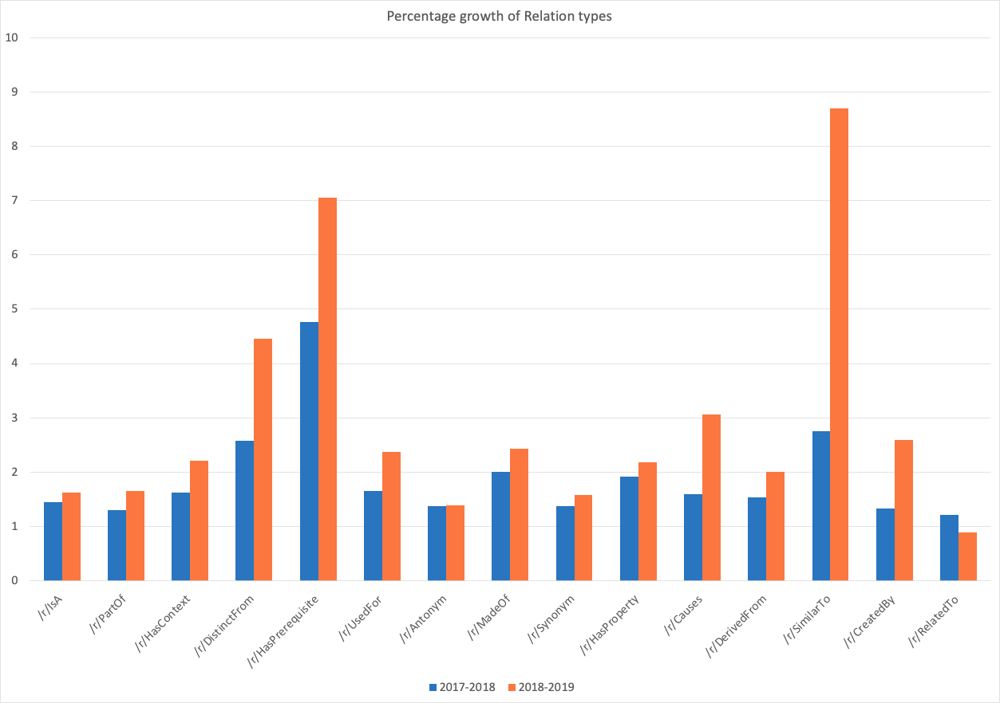 Percentage growth of Relation types
10
9
8
7
6
5
4
3
2
1
0
/r/IsA
/r/PartOf
/r/HasContext
/r/DistinctFrom
/r/HasPrerequisite
/r/UsedFor
/r/Antonym
/r/MadeOf
/r/Synonym
/r/HasProperty
/r/Causes
/r/DerivedFrom
/r/SimilarTo
/r/CreatedBy
/r/RelatedTo
2017-2018 2018-2019